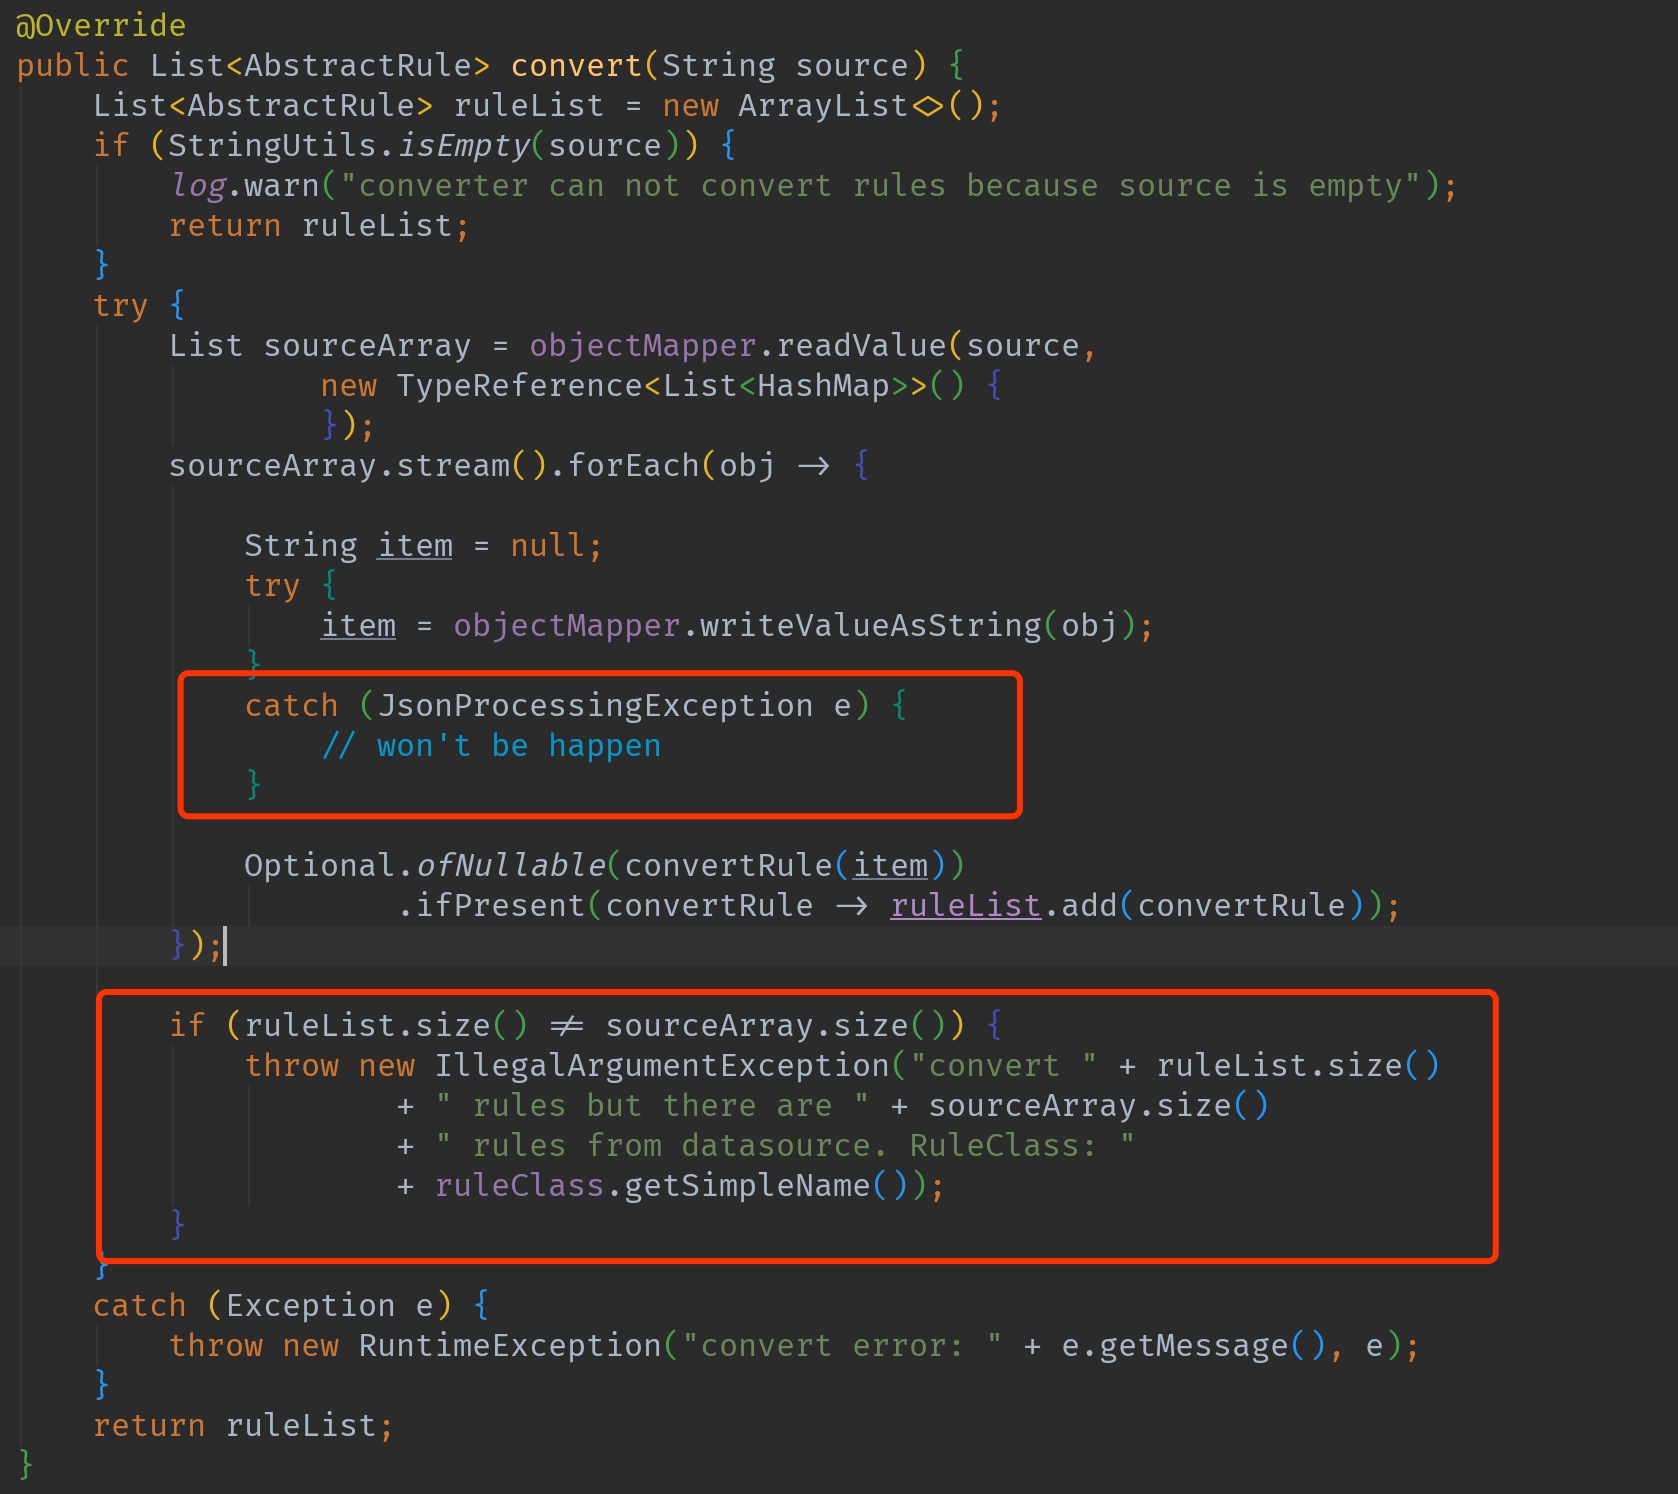 @Override
public List<AbstractRule> convert(String source) {
    List<AbstractRule> ruleList = new ArrayList<>();
    if (StringUtils.isEmpty(source)) {
        log.warn("converter can not convert rules because source is empty");
        return ruleList;
    }
    try {
        List sourceArray = objectMapper.readValue(source,
                new TypeReference<List<HashMap>>() {
                });
        sourceArray.stream().forEach(obj → {
            String item = null;
            try {
                item = objectMapper.writeValueAsString(obj);
            }
            catch (JsonProcessingException e) {
                // won't be happen
            }
            Optional.ofNullable(convertRule(item))
                    .ifPresent(convertRule → ruleList.add(convertRule));
        });
        if (ruleList.size() ≠ sourceArray.size()) {
            throw new IllegalArgumentException("convert " + ruleList.size()
                    + " rules but there are " + sourceArray.size()
                    + " rules from datasource. RuleClass: "
                    + ruleClass.getSimpleName());
        }
    }
    catch (Exception e) {
        throw new RuntimeException("convert error: " + e.getMessage(), e);
    }
    return ruleList;
}